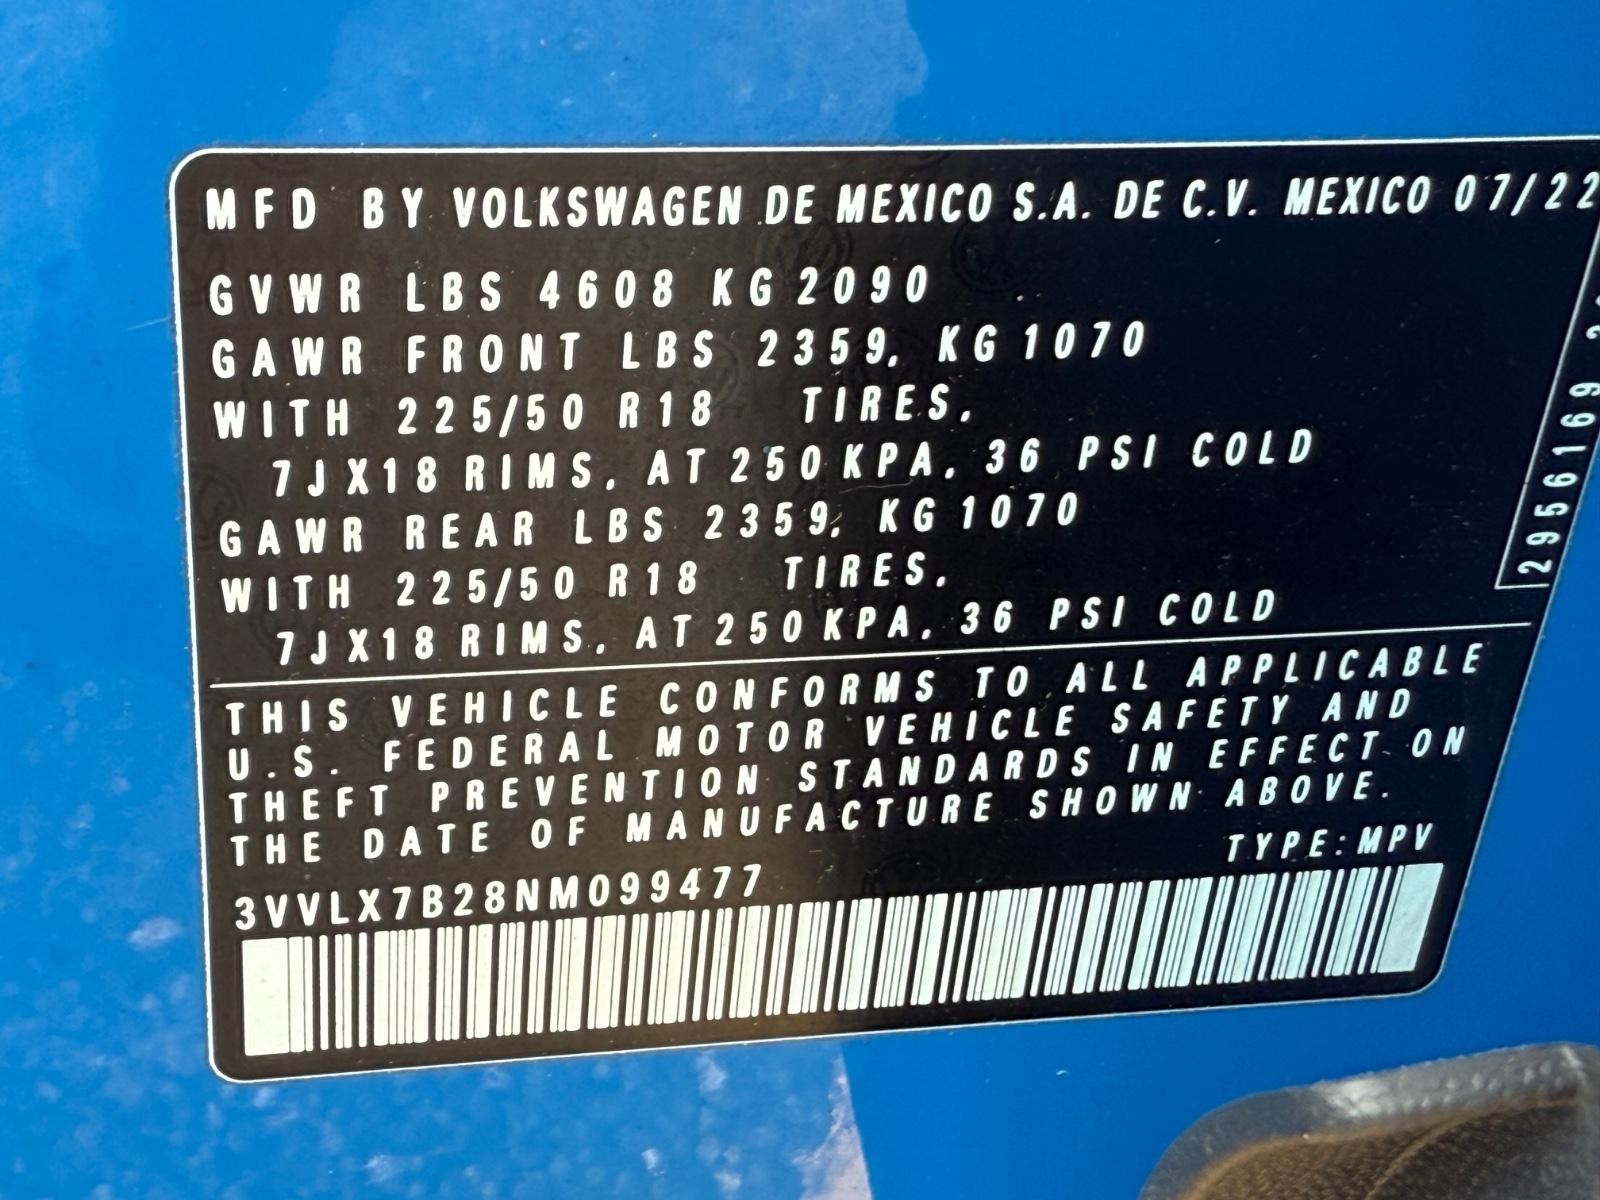 MFD BY VOLKSWAGEN DE MEXICO S.A. DE C.V. MEXICO 07/22
GVWR LBS 4608 KG 2090
GAWR FRONT LBS 2359, KG 1070
WITH 225/50 R18 TIRES,
7JX18 RIMS, AT 250 KPA, 36 PSI COLD
GAWR REAR LBS 2359, KG 1070
WITH 225/50 R18 TIRES,
7JX18 RIMS, AT 250 KPA, 36 PSI COLD
2956169
THIS VEHICLE CONFORMS TO ALL APPLICABLE
U.S. FEDERAL MOTOR VEHICLE SAFETY AND
THEFT PREVENTION STANDARDS IN EFFECT ON
THE DATE OF MANUFACTURE SHOWN ABOVE.
TYPE:MPV
3VVLX7B28NM099477